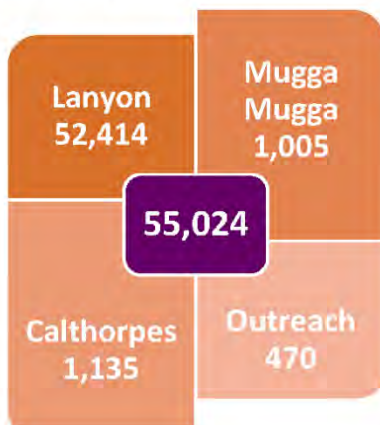 Lanyon
52,414
Mugga
Mugga
1,005
55,024
Calthorpes
1,135
Outreach
470